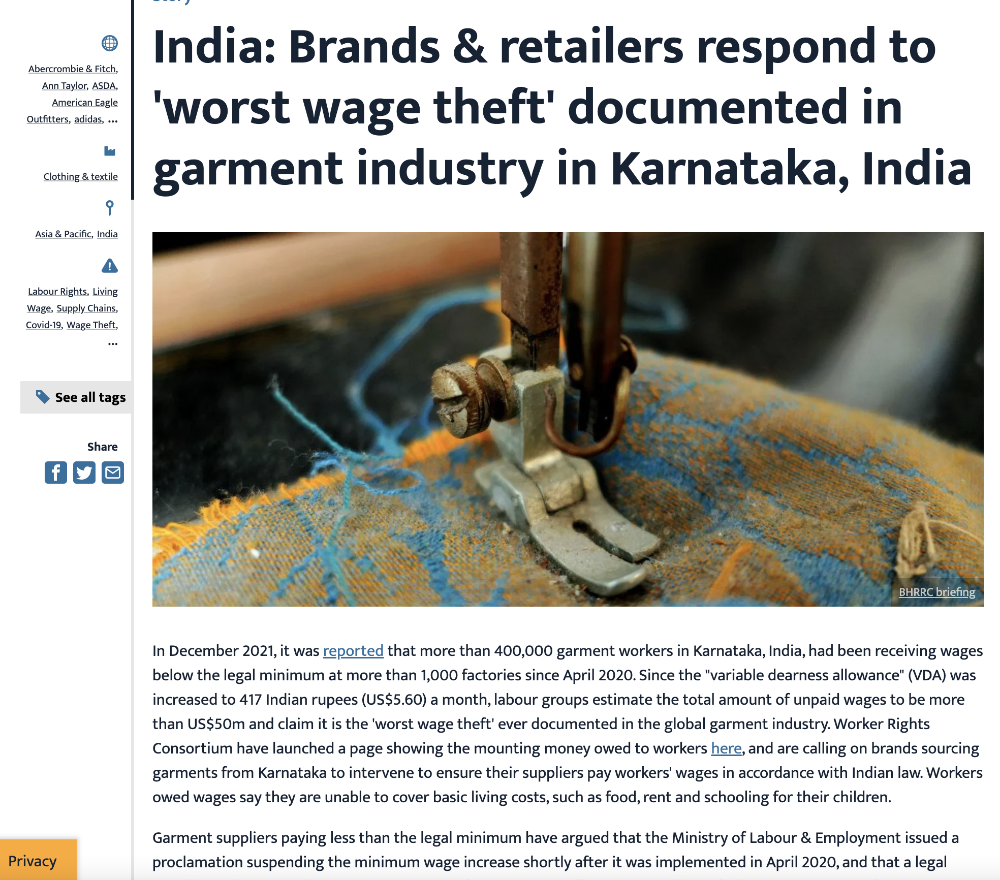 Story
India: Brands & retailers respond to
'worst wage theft' documented in
garment industry in Karnataka, India
Abercrombie & Fitch,
Ann Taylor, ASDA,
American Eagle
Outfitters, adidas, ...
Clothing & textile
Asia & Pacific, India
Labour Rights, Living
Wage, Supply Chains,
Covid-19, Wage Theft,
...
See all tags
Share
BHRRC briefing
In December 2021, it was reported that more than 400,000 garment workers in Karnataka, India, had been receiving wages
below the legal minimum at more than 1,000 factories since April 2020. Since the "variable dearness allowance" (VDA) was
increased to 417 Indian rupees (US$5.60) a month, labour groups estimate the total amount of unpaid wages to be more
than US$50m and claim it is the 'worst wage theft' ever documented in the global garment industry. Worker Rights
Consortium have launched a page showing the mounting money owed to workers here, and are calling on brands sourcing
garments from Karnataka to intervene to ensure their suppliers pay workers' wages in accordance with Indian law. Workers
owed wages say they are unable to cover basic living costs, such as food, rent and schooling for their children.
Garment suppliers paying less than the legal minimum have argued that the Ministry of Labour & Employment issued a
proclamation suspending the minimum wage increase shortly after it was implemented in April 2020, and that a legal
Privacy